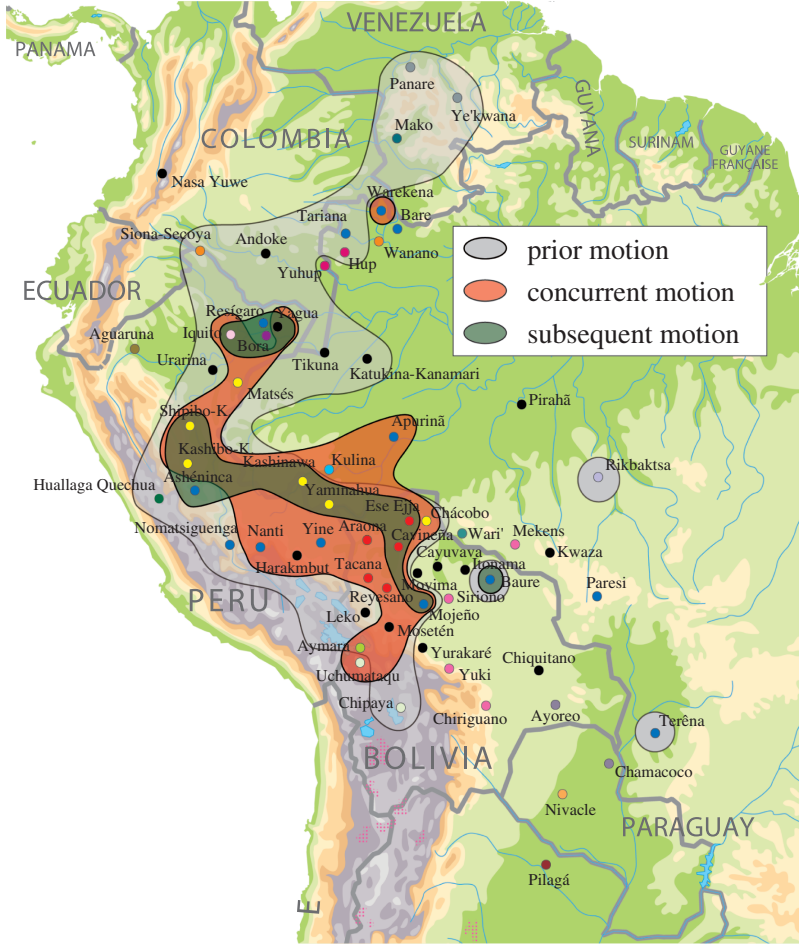 VENEZUELA
PANAMA
Panare
Ye'kwana
GUYANA
COLOMBIA
Mako
SURINAM
GUYANE
FRANÇAISE
Nasa Yuwe
Warekena
Tariana
Bare
Siona-Secoya
Andoke
Wanano
Hup
Yuhup
prior motion
concurrent motion
subsequent motion
ECUADOR
Resígaro
Yagua
Aguaruna
Iquito
Bora
Urarina
Tikuna
Katukina-Kanamari
Matsés
Shipibo-K.
Pirahã
Apurinã
Kashibo-K.
Kashinawa
Kulina
Rikbaktsa
Ashéninca
Huallaga Quechua
Yaminahua
Ese Ejja
Chácobo
Nomatsiguenga
Nanti
Yine
Araona
Cavineña
Wari'
Mekens
Kwaza
Harakmbut
Cayuvava
Itonama
Tacana
Movima
Baure
Paresi
PERU
Reyesano
Siriono
Leko
Mojeño
Mosetén
Aymara
Yurakaré
Uchumataqu
Yuki
Chiquitano
Chipaya
Chiriguano
Ayoreo
Terêna
BOLIVIA
Chamacoco
Nivacle
PARAGUAY
Pilagá
E